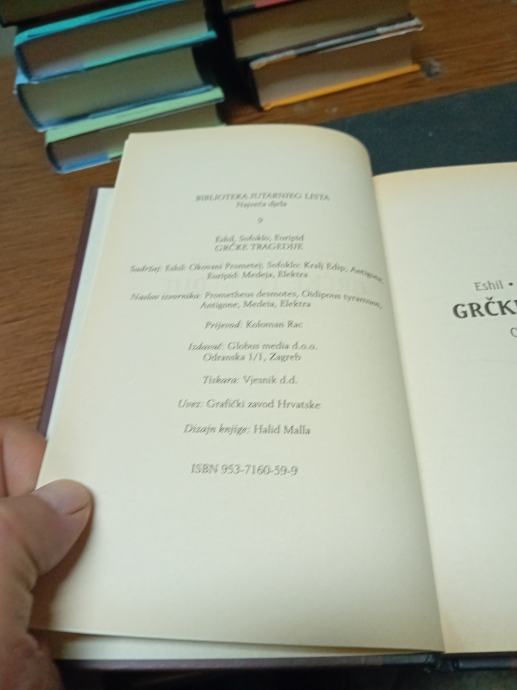 BIBLIOTEKA JUTARNJEG LISTA
Najveća djela
9
Eshil, Sofoklo, Euripid
GRČKE TRAGEDIJE
Sadržaj: Eshil: Okovani Prometej; Sofoklo: Kralj Edip, Antigona;
Euripid: Medeja, Elektra
Naslov izvornika: Prometheus desmotes, Oidipous tyrannos,
Antigone, Medeia, Elektra
Prijevod: Koloman Rac
Izdavač: Globus media d.o.o.
Odranska 1/1, Zagreb
Tiskara: Vjesnik d.d.
Uvez: Grafički zavod Hrvatske
Dizajn knjige: Halid Malla
ISBN 953-7160-59-9
Eshil •